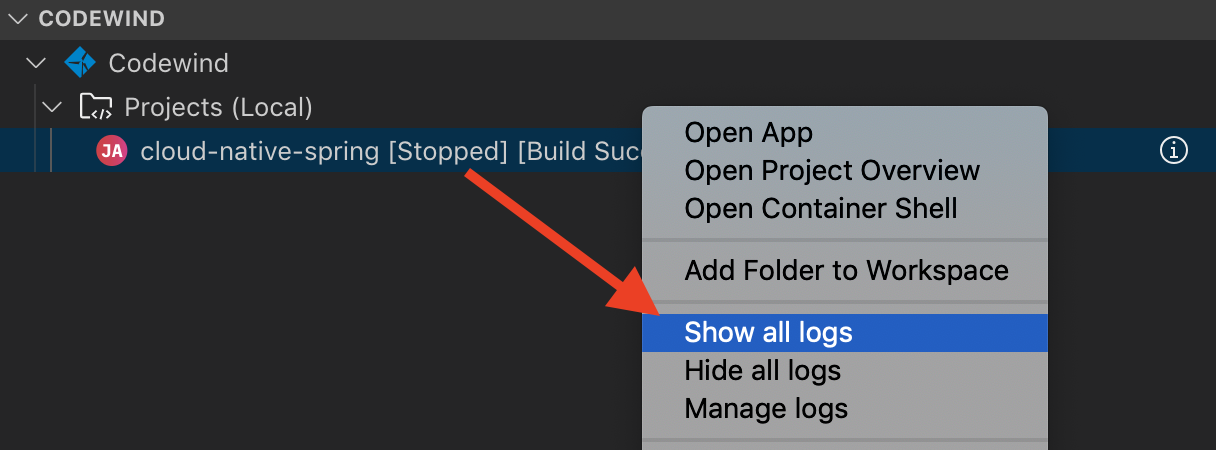 CODEWIND
Codewind
Projects (Local)
JA cloud-native-spring [Stopped] [Build Suc
Open App
Open Project Overview
Open Container Shell
Add Folder to Workspace
Show all logs
Hide all logs
Manage logs